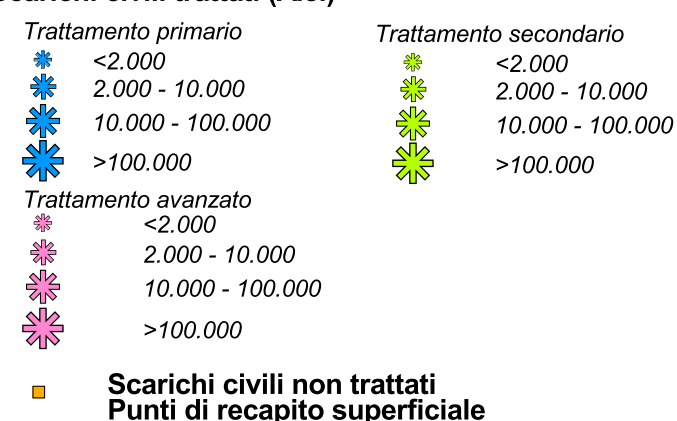 Trattamento primario
<2.000
2.000 - 10.000
10.000 - 100.000
>100.000
Trattamento secondario
<2.000
2.000 - 10.000
10.000 - 100.000
>100.000
Trattamento avanzato
<2.000
2.000 - 10.000
10.000 - 100.000
>100.000
Scarichi civili non trattati
Punti di recapito superficiale